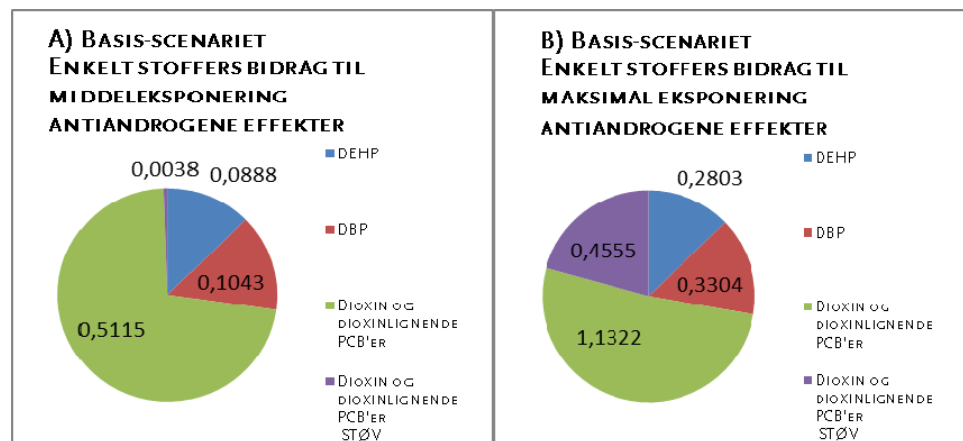 A) Basis-scenariet
Enkelt stoffers bidrag til
middeleksponering
antiandrogene effekter
0,0038
0,0888
0,1043
0,5115
DEHP
DBP
Dioxin og
dioxinlignende
PCB'er
Dioxin og
dioxinlignende
PCB'er
støv
B) Basis-scenariet
Enkelt stoffers bidrag til
maksimal eksponering
antiandrogene effekter
0,2803
0,4555
0,3304
1,1322
DEHP
DBP
Dioxin og
dioxinlignende
PCB'er
Dioxin og
dioxinlignende
PCB'er
støv